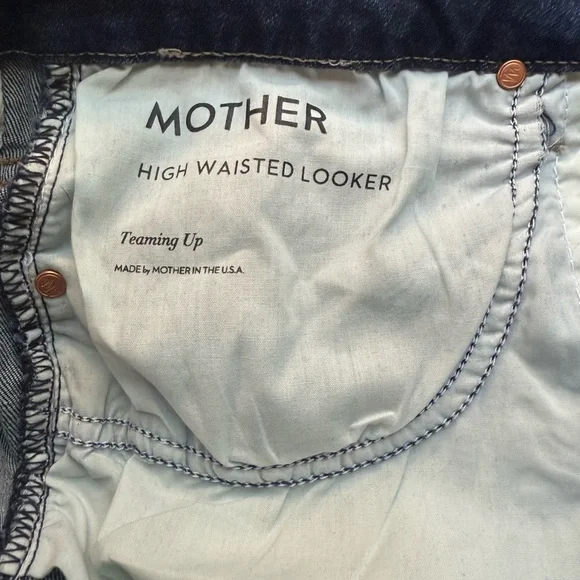 MOTHER
HIGH WAISTED LOOKER
Teaming Up
MADE by MOTHER IN THE U.S.A.